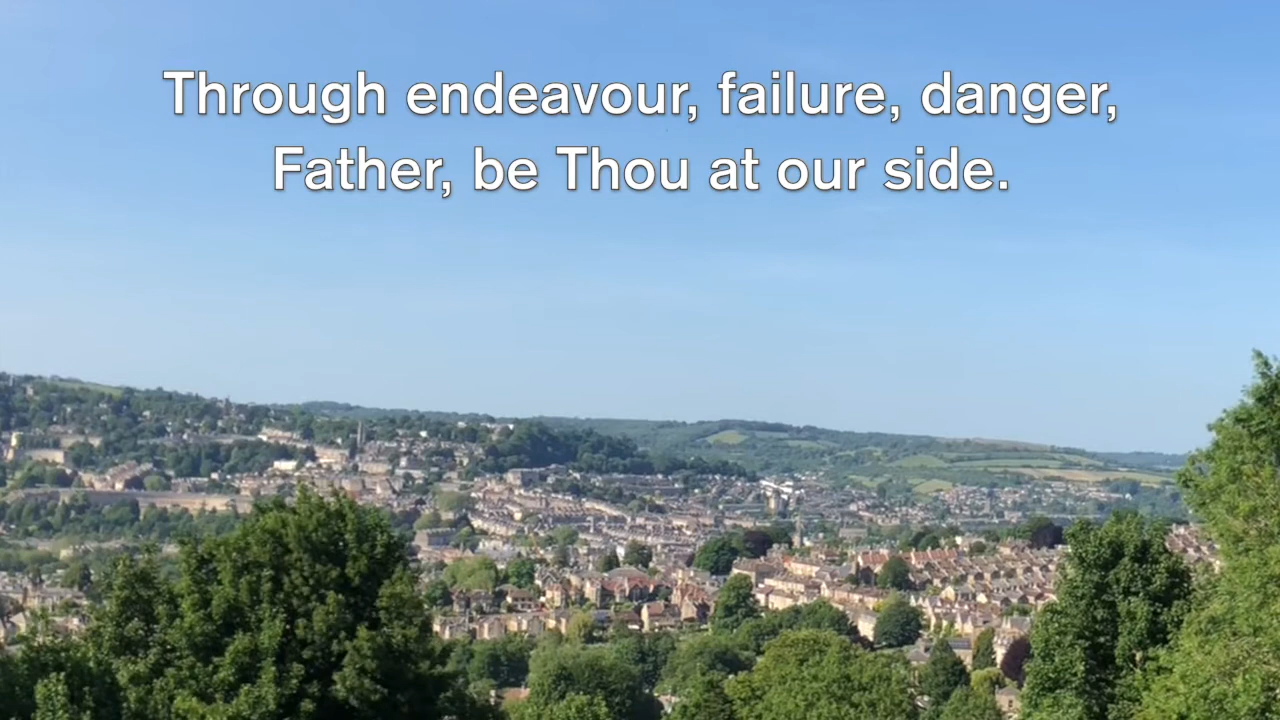 Through endeavour, failure, danger,
Father, be Thou at our side.